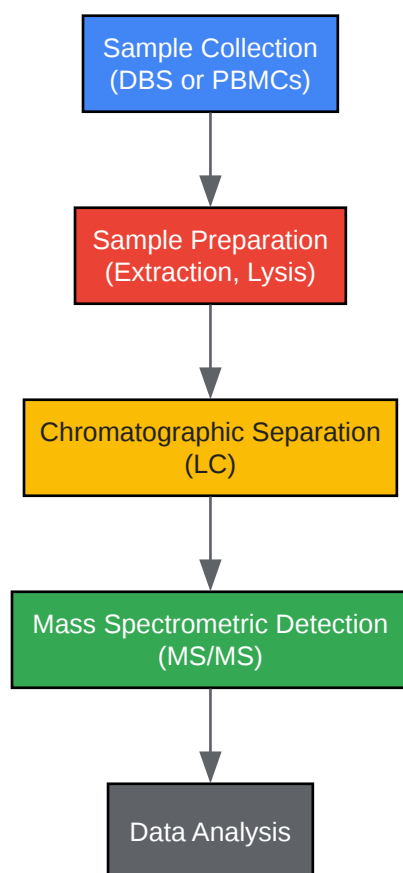 Sample Collection
(DBS or PBMCs)
Sample Preparation
(Extraction, Lysis)
Chromatographic Separation
(LC)
Mass Spectrometric Detection
(MS/MS)
Data Analysis